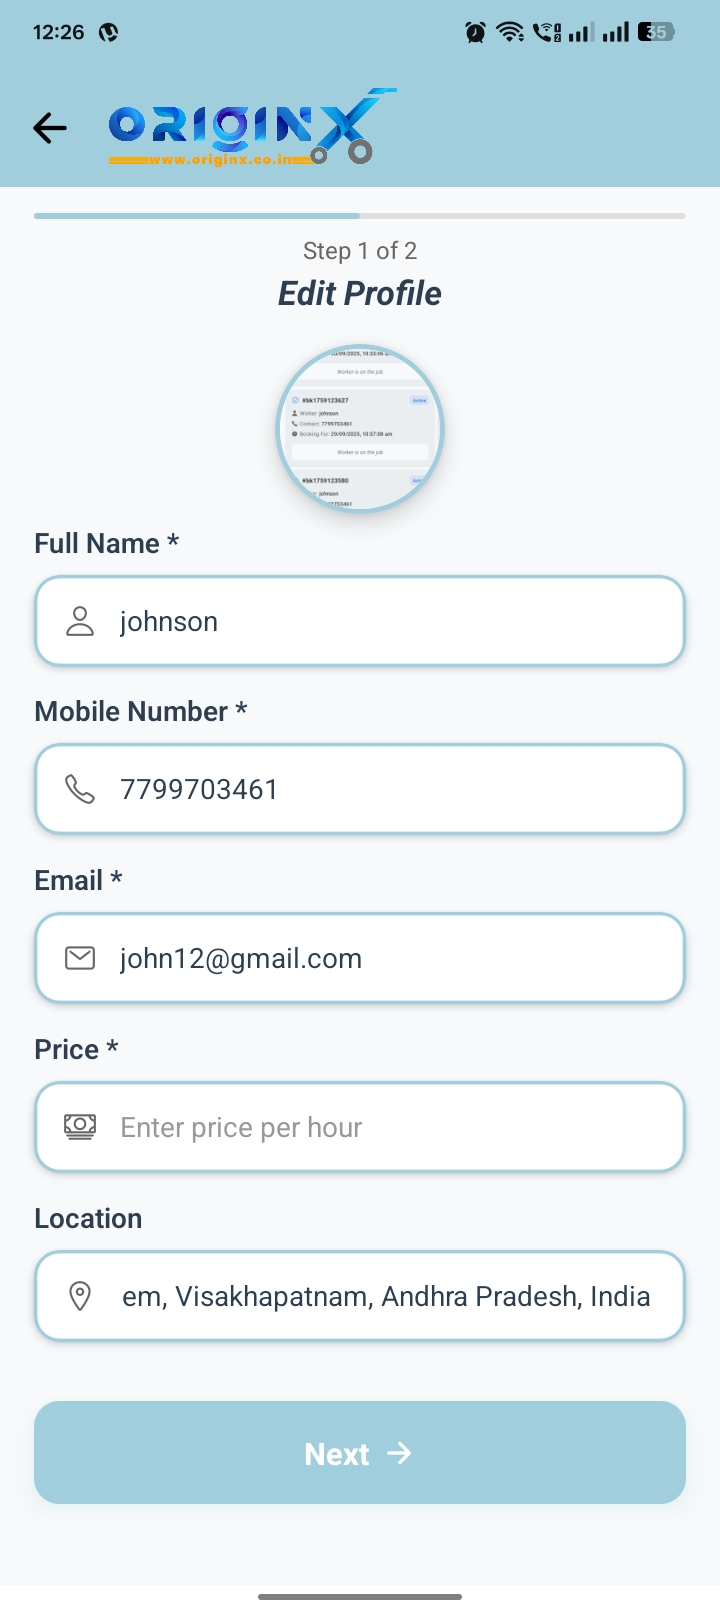 12:26
35
ORIGINX
www.originx.co.in
Step 1 of 2
Edit Profile
Worker is on the job
#bk1759123627
Active
Worker: johnson
Contact: 7799703461
Booking For: 29/09/2025, 10:57:08 am
Worker is on the job
#bk1759123580
johnson
Full Name *
johnson
Mobile Number *
7799703461
Email *
john12@gmail.com
Price *
Enter price per hour
Location
em, Visakhapatnam, Andhra Pradesh, India
Next →